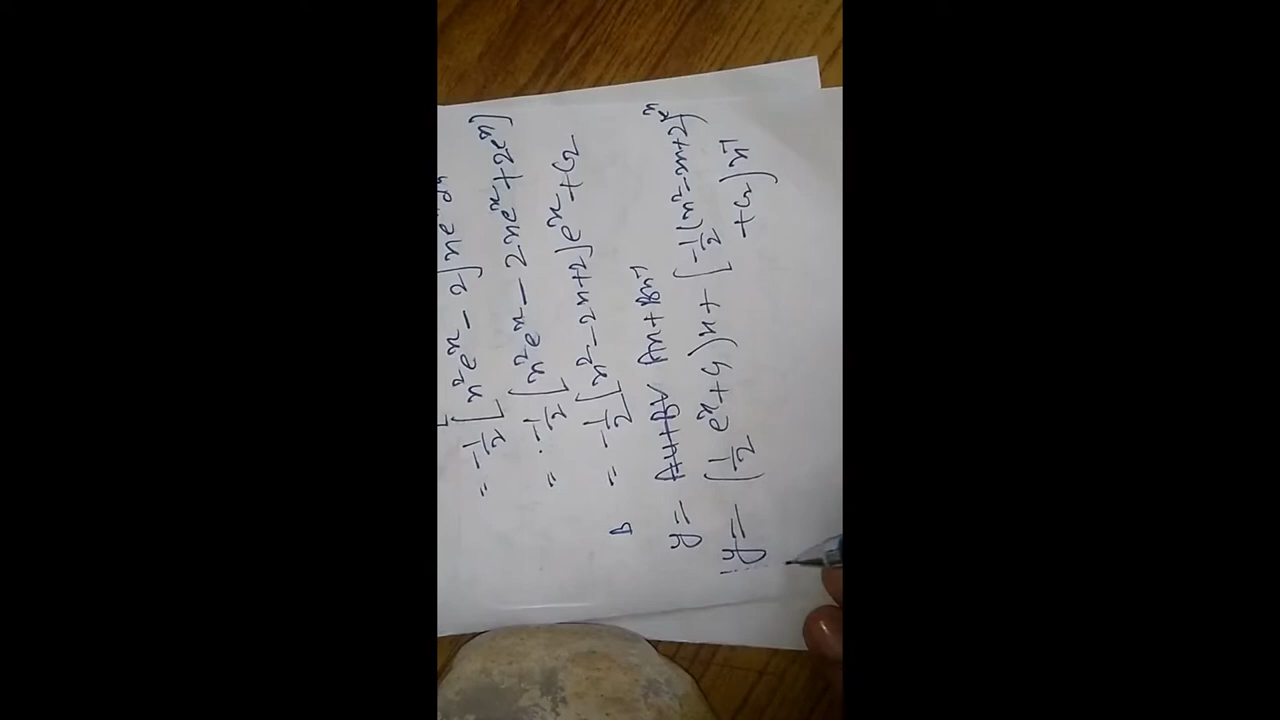 = -1/2 [x²eˣ - 2∫xeˣ dx
= -1/2 [x²eˣ - 2xeˣ + 2eˣ]
B = -1/2 [x² - 2x + 2]eˣ + C₂
y = Au + Bv Ax + Bx⁻¹
y = (1/2 eˣ + C₁)x + [-1/2 (x² - 2x + 2)eˣ
+ C₂] x⁻¹